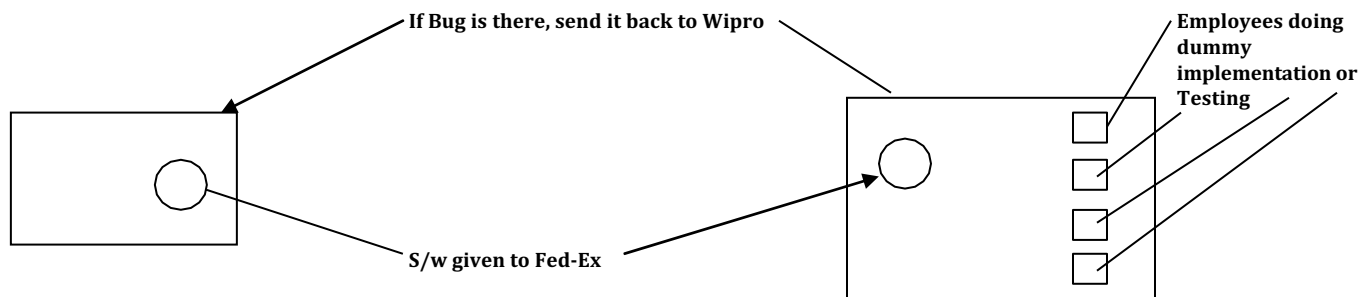 If Bug is there, send it back to Wipro
Employees doing
dummy
implementation or
Testing
S/w given to Fed-Ex